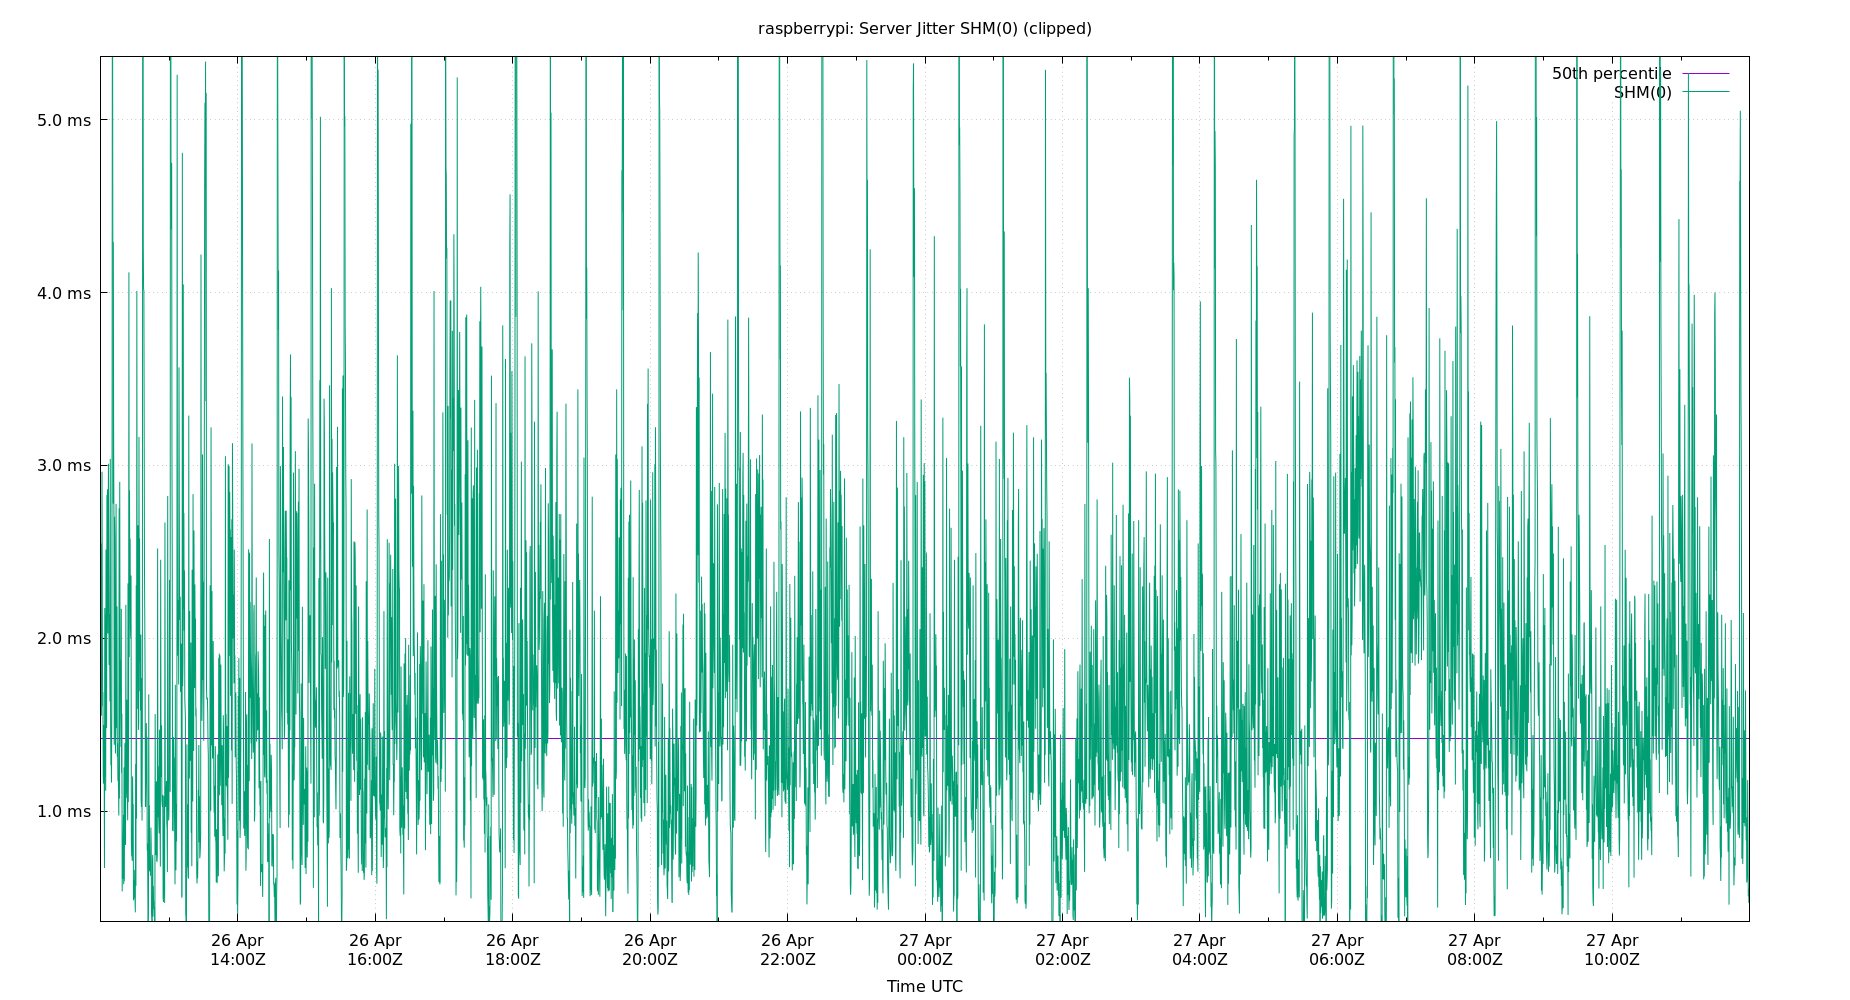 raspberrypi: Server Jitter SHM(0) (clipped)
50th percentile
SHM(0)
5.0 ms
4.0 ms
3.0 ms
2.0 ms
1.0 ms
26 Apr 26 Apr 26 Apr 26 Apr 26 Apr 27 Apr 27 Apr 27 Apr 27 Apr 27 Apr 27 Apr
14:00Z 16:00Z 18:00Z 20:00Z 22:00Z 00:00Z 02:00Z 04:00Z 06:00Z 08:00Z 10:00Z
Time UTC